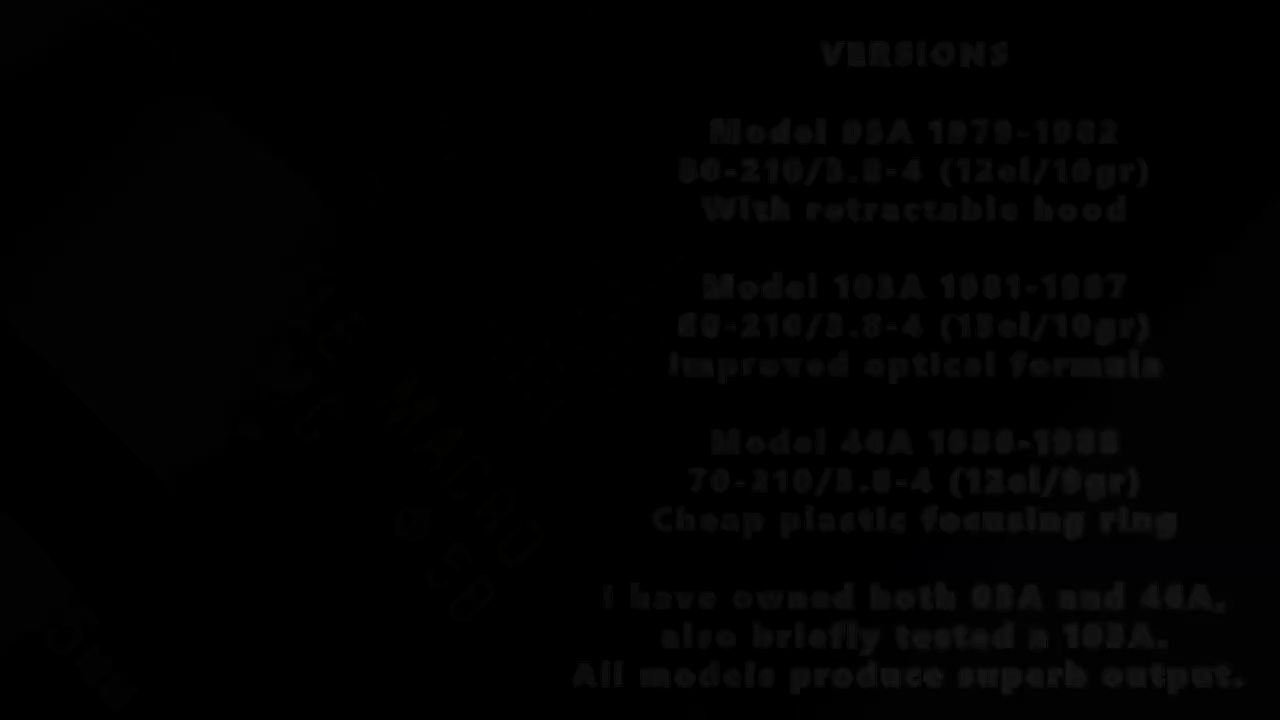 VERSIONS
Model 03A 1979-1982
80-210/3.8-4 (12el/10gr)
With retractable hood
Model 103A 1981-1987
80-210/3.8-4 (13el/10gr)
Improved optical formula
Model 46A 1986-1988
70-210/3.8-4 (12el/9gr)
Cheap plastic focusing ring
I have owned both 03A and 46A,
also briefly tested a 103A.
All models produce superb output.
MACRO